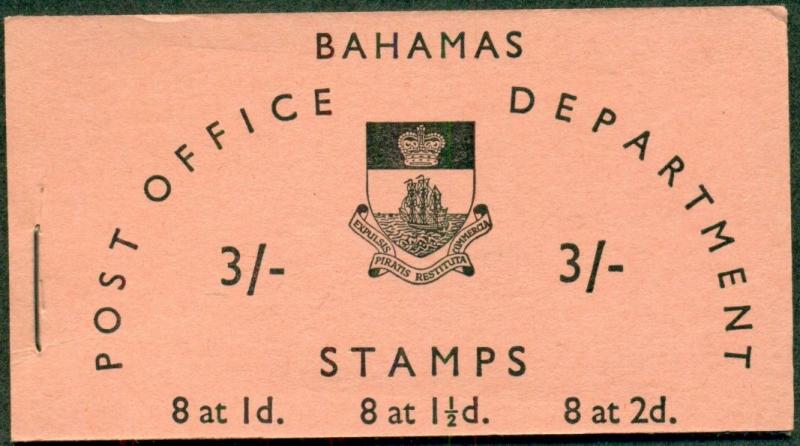 BAHAMAS
POST OFFICE DEPARTMENT
EXPULSIS PIRATIS RESTITUTA COMMERCIA
3/- 3/-
STAMPS
8 at 1d. 8 at 1½d. 8 at 2d.